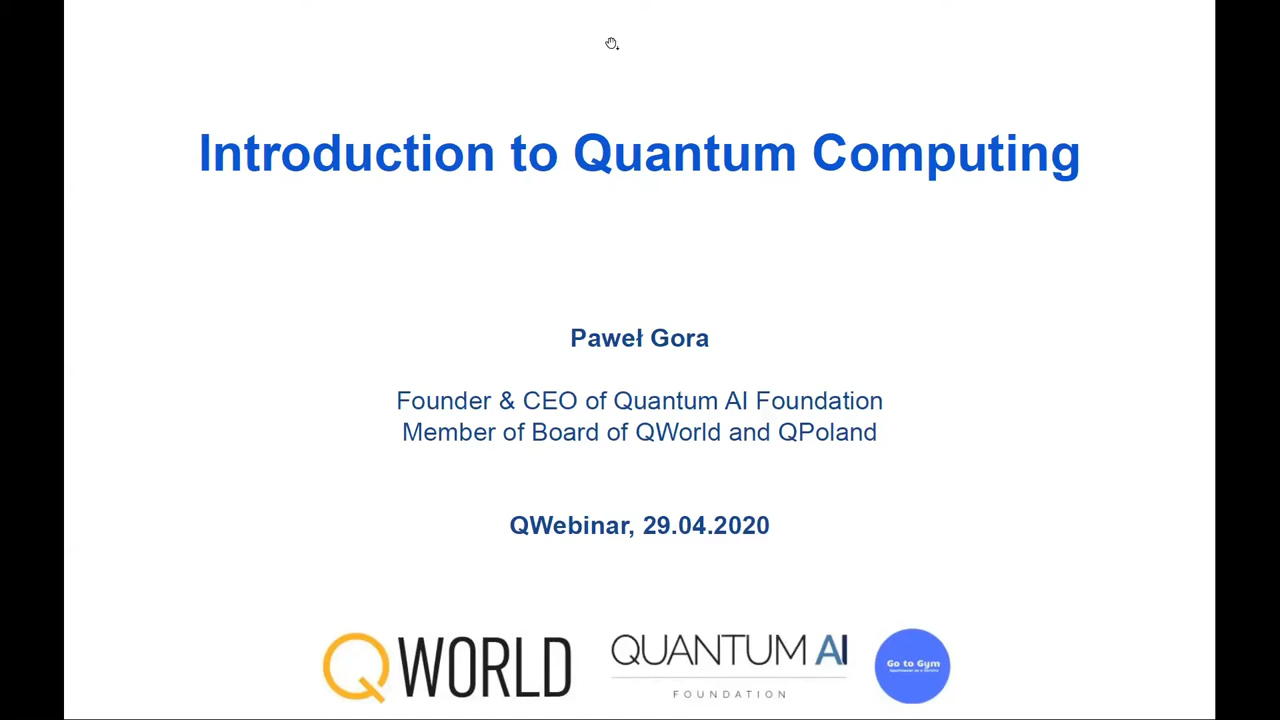 Introduction to Quantum Computing
Paweł Gora
Founder & CEO of Quantum AI Foundation
Member of Board of QWorld and QPoland
QWebinar, 29.04.2020
QWORLD
QUANTUM AI
FOUNDATION
Go to Gym